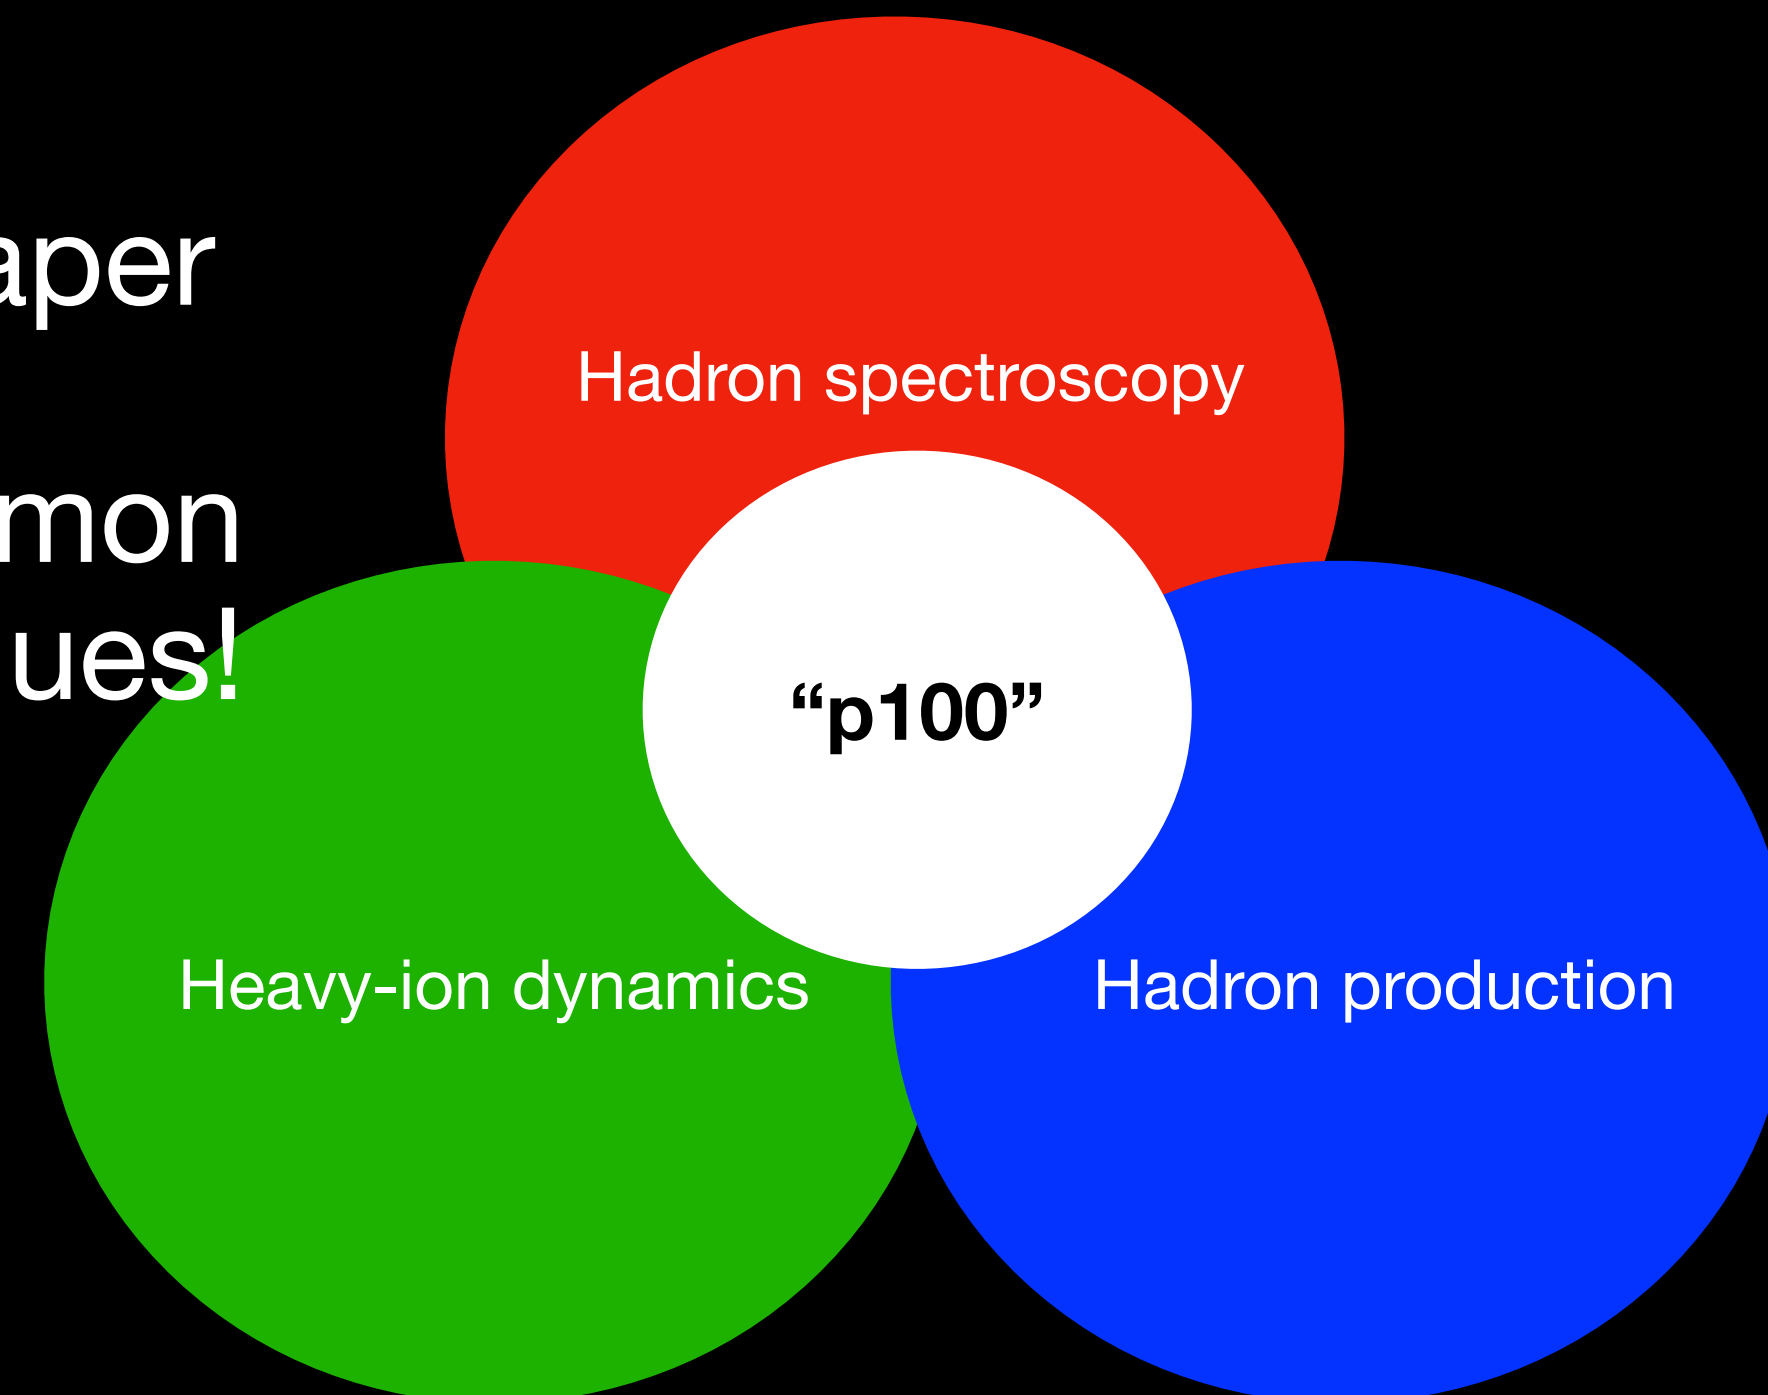 aper
Hadron spectroscopy
mon
ues!
“p100”
Heavy-ion dynamics
Hadron production